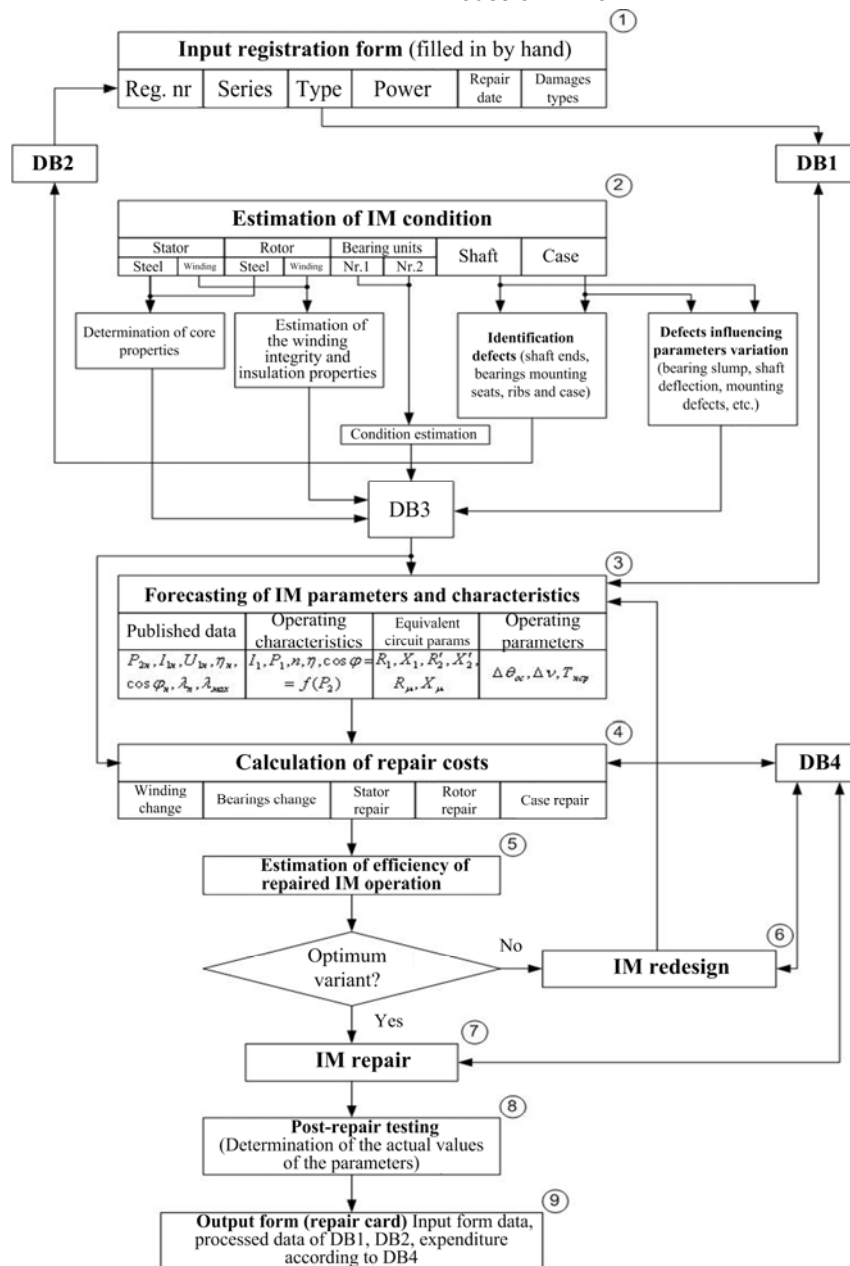 1
Input registration form (filled in by hand)
Reg. nr Series Type Power Repair date Damages types
DB2
DB1
2
Estimation of IM condition
Stator Rotor Bearing units Shaft Case
Steel Winding Steel Winding Nr.1 Nr.2
Determination of core
properties
Estimation of
the winding
integrity and
insulation properties
Identification
defects (shaft ends,
bearings mounting
seats, ribs and case)
Defects influencing
parameters variation
(bearing slump, shaft
deflection, mounting
defects, etc.)
Condition estimation
DB3
3
Forecasting of IM parameters and characteristics
Published data
Operating
characteristics
Equivalent
circuit params
Operating
parameters
P₂ₙ, I₁ₙ, U₁ₙ, ηₙ,
cos φₙ, λₙ, λmax
I₁, P₁, n, η, cos φ =
= f(P₂)
R₁, X₁, R′₂, X′₂,
Rμ, Xμ
4
Calculation of repair costs
DB4
Winding
change
Bearings change
Stator
repair
Rotor
repair
Case repair
5
Estimation of efficiency of
repaired IM operation
Optimum
variant?
No
6
IM redesign
Yes
7
IM repair
8
Post-repair testing
(Determination of the actual values
of the parameters)
9
Output form (repair card) Input form data,
processed data of DB1, DB2, expenditure
according to DB4